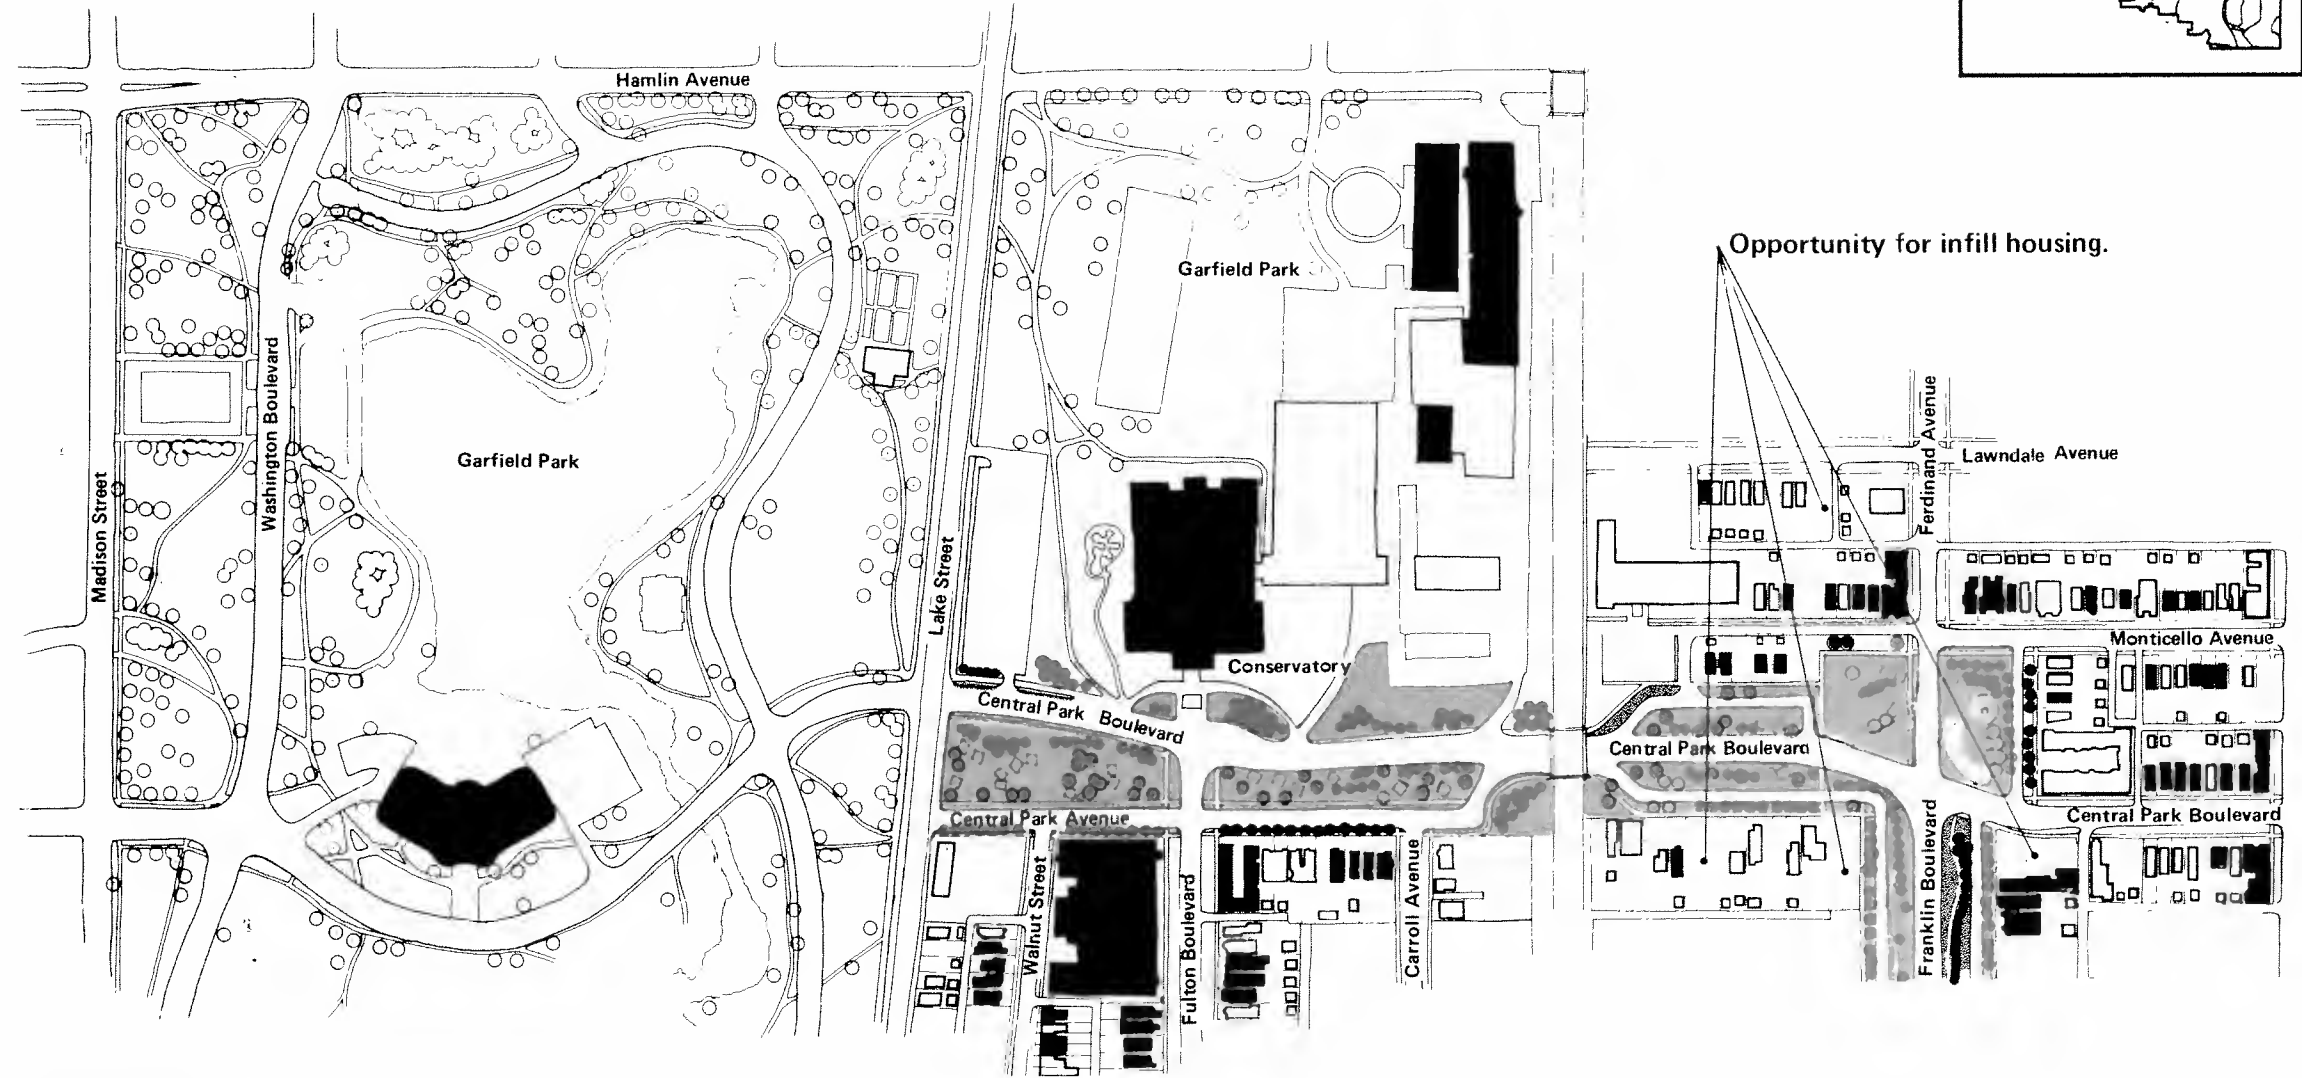 Hamlin Avenue
Opportunity for infill housing.
Garfield Park
Garfield Park
Washington Boulevard
Madison Street
Lake Street
Ferdinand Avenue
Lawndale Avenue
Monticello Avenue
Conservatory
Central Park Boulevard
Central Park Boulevard
Central Park Avenue
Central Park Boulevard
Walnut Street
Fulton Boulevard
Carroll Avenue
Franklin Boulevard